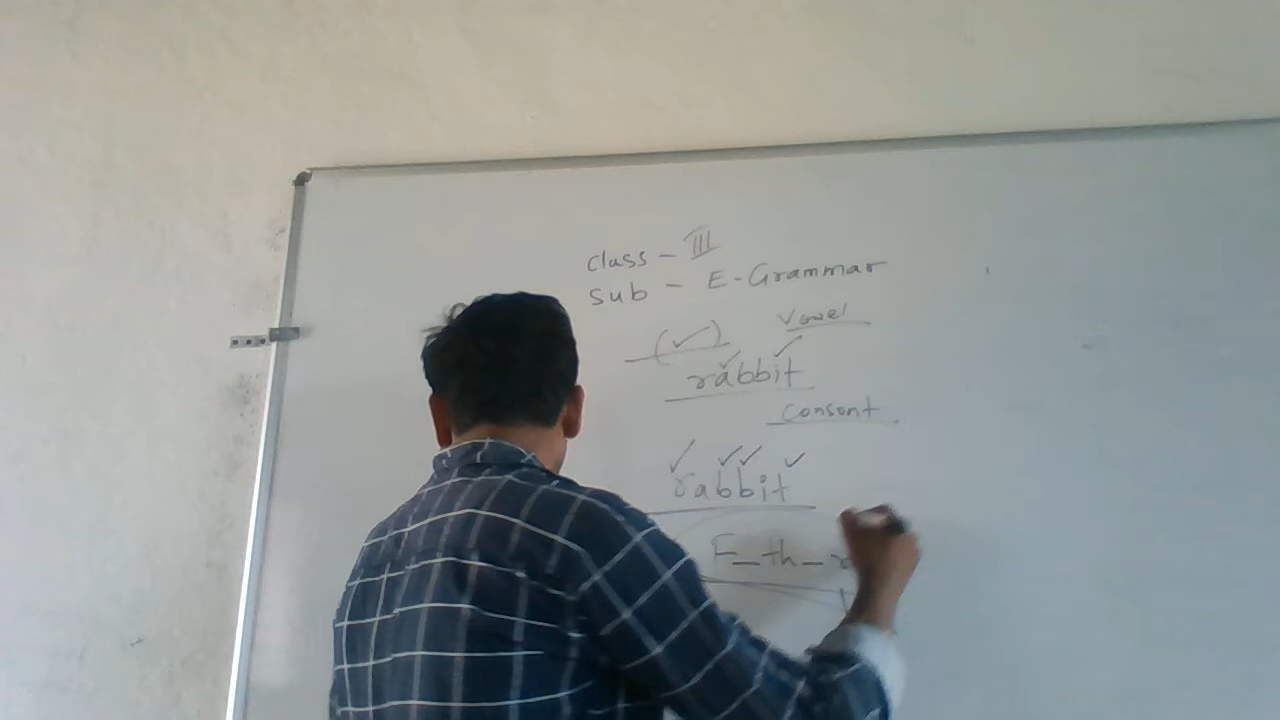 Class - III
Sub - E-Grammar
(✓) Vowel
rabbit
Consont
rabbit
F_th_r